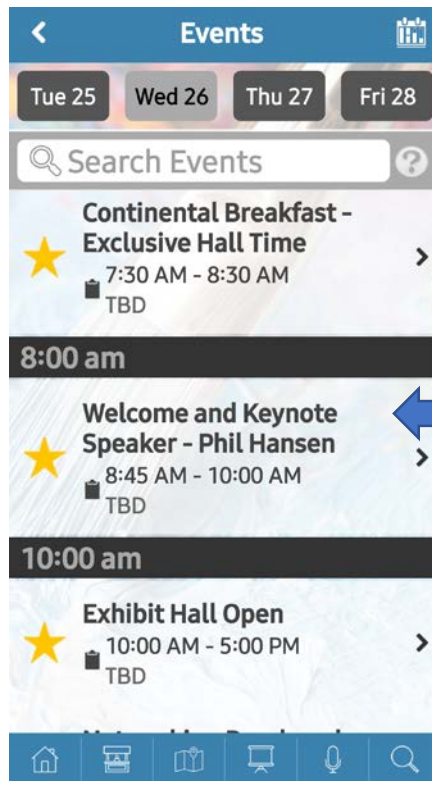 Events
Tue 25
Wed 26
Thu 27
Fri 28
Search Events
?
Continental Breakfast –
Exclusive Hall Time
7:30 AM - 8:30 AM
TBD
8:00 am
Welcome and Keynote
Speaker – Phil Hansen
8:45 AM - 10:00 AM
TBD
10:00 am
Exhibit Hall Open
10:00 AM - 5:00 PM
TBD